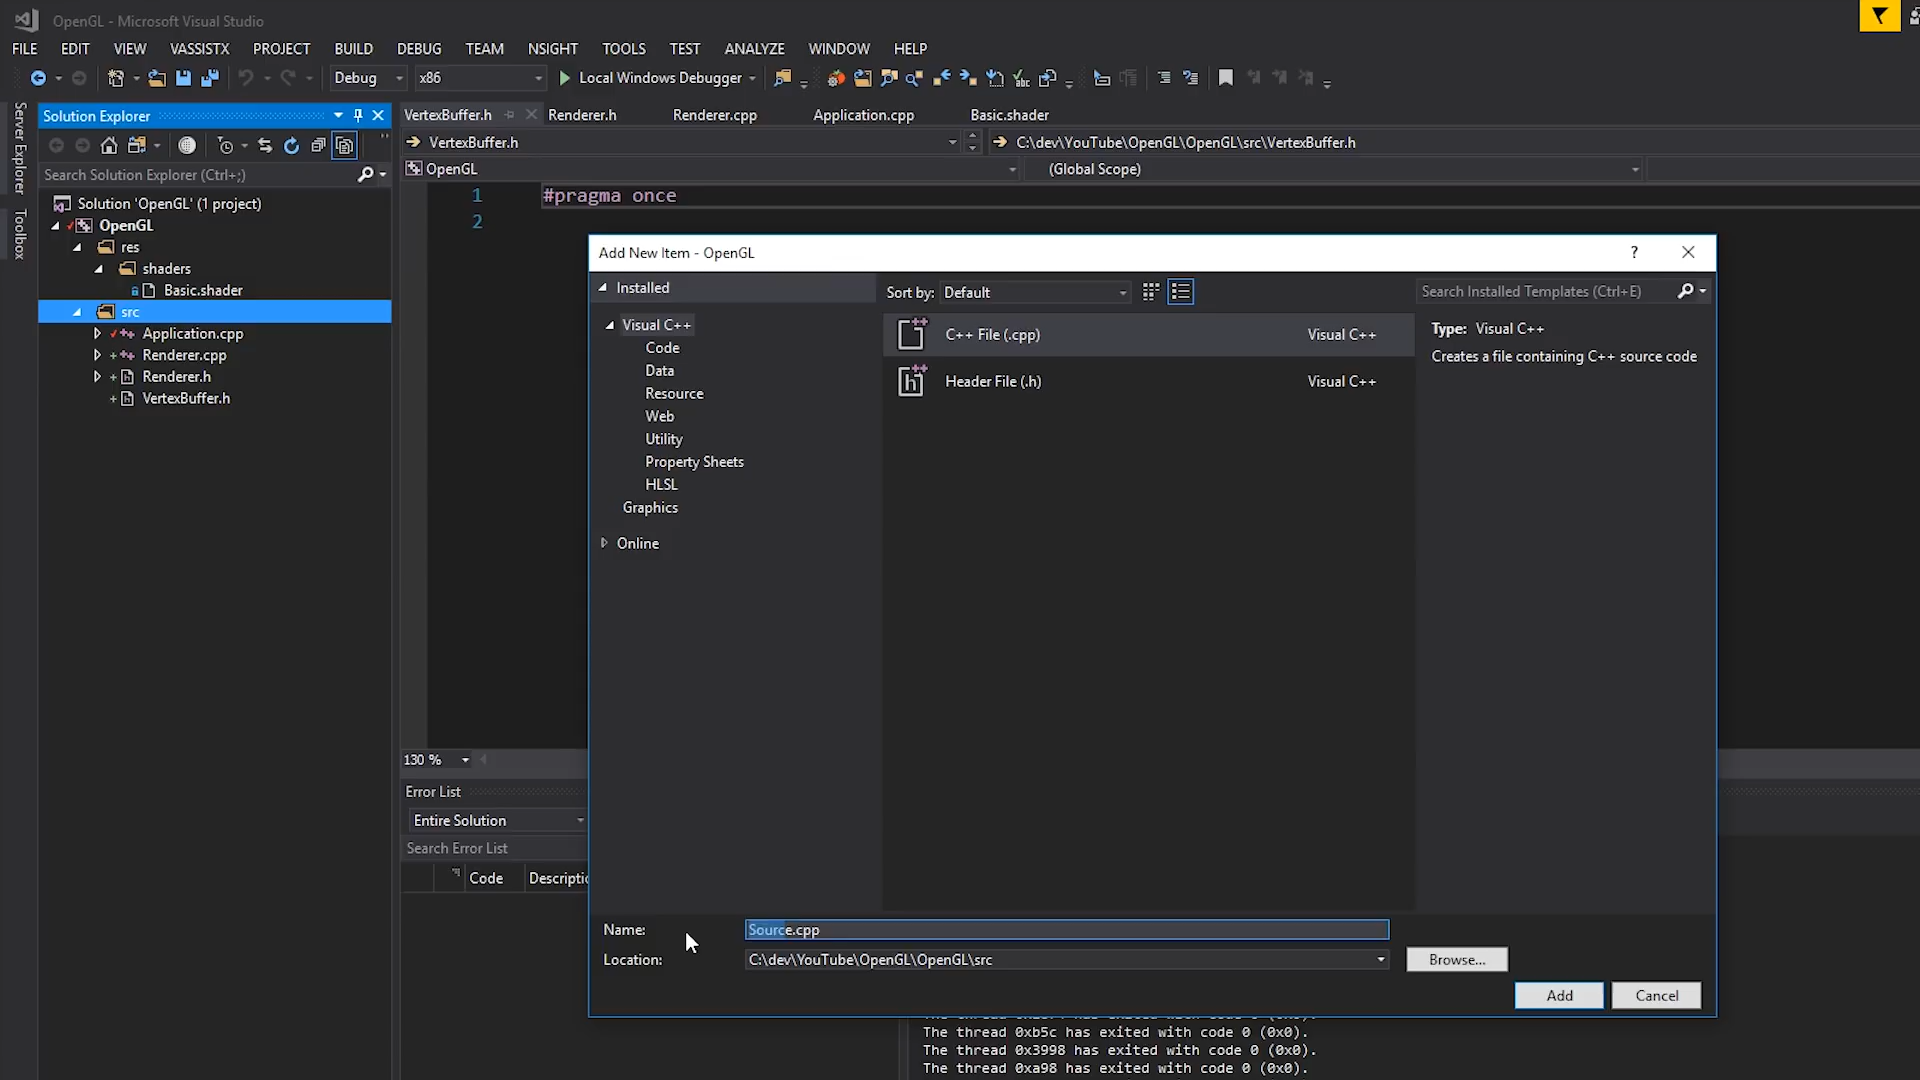 OpenGL - Microsoft Visual Studio
FILE EDIT VIEW VASSISTX PROJECT BUILD DEBUG TEAM NSIGHT TOOLS TEST ANALYZE WINDOW HELP
Debug x86 Local Windows Debugger
Server Explorer
Toolbox
Solution Explorer
Search Solution Explorer (Ctrl+;)
Solution 'OpenGL' (1 project)
OpenGL
res
shaders
Basic.shader
src
Application.cpp
Renderer.cpp
Renderer.h
VertexBuffer.h
VertexBuffer.h Renderer.h Renderer.cpp Application.cpp Basic.shader
VertexBuffer.h C:\dev\YouTube\OpenGL\OpenGL\src\VertexBuffer.h
OpenGL (Global Scope)
1 #pragma once
2
130 %
Error List
Entire Solution
Search Error List
Code
Add New Item - OpenGL
?
Installed
Visual C++
Code
Data
Resource
Web
Utility
Property Sheets
HLSL
Graphics
Online
Sort by: Default
Search Installed Templates (Ctrl+E)
C++ File (.cpp) Visual C++
Header File (.h) Visual C++
Type: Visual C++
Creates a file containing C++ source code
Name: Source.cpp
Location: C:\dev\YouTube\OpenGL\OpenGL\src
Browse...
Add Cancel
The thread 0xb5c has exited with code 0 (0x0).
The thread 0x3998 has exited with code 0 (0x0).
The thread 0xa98 has exited with code 0 (0x0).